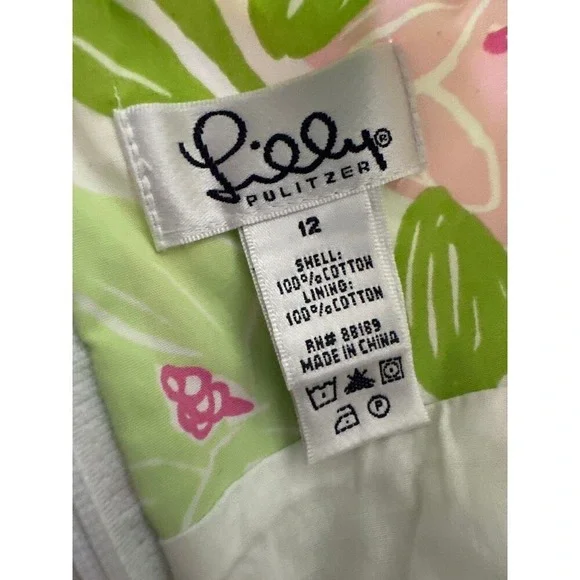 Lilly®
PULITZER
12
SHELL:
100%COTTON
LINING:
100%COTTON
RN# 88189
MADE IN CHINA
P